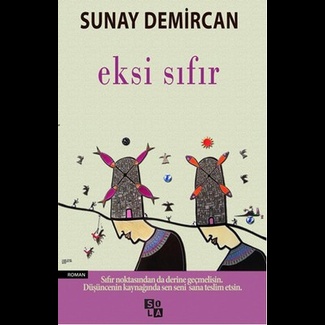 SUNAY DEMİRCAN
eksi sıfır
ROMAN
Sıfır noktasından da derine geçmelisin.
Düşüncenin kaynağında sen seni sana teslim etsin.
SOLA